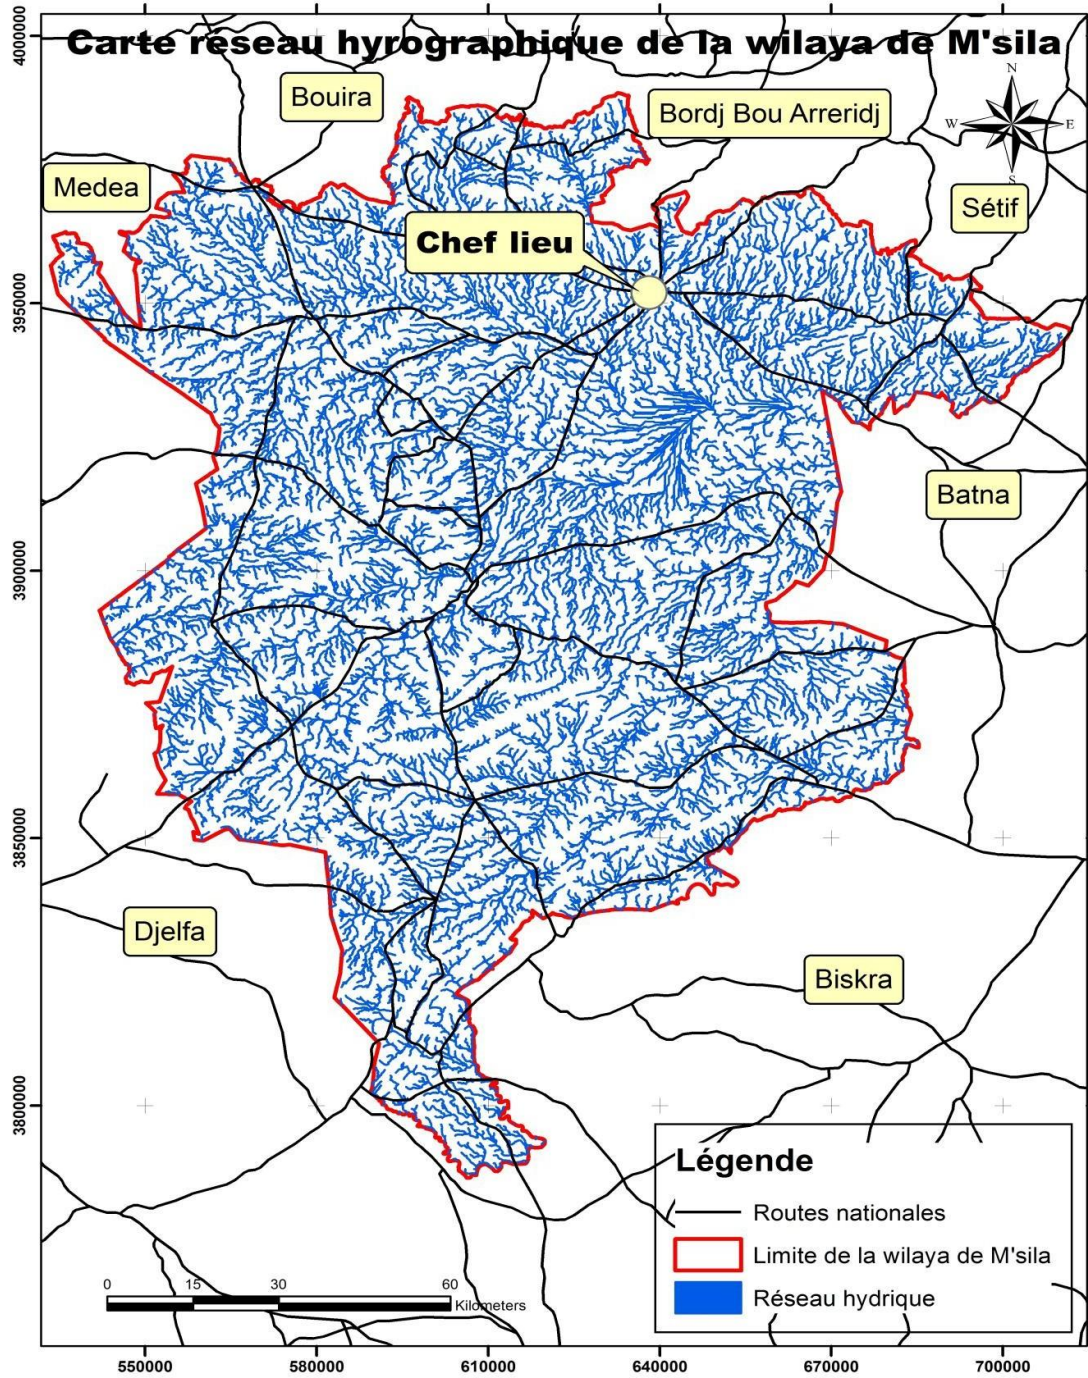 Carte réseau hyrographique de la wilaya de M'sila
N
W
E
S
Bouira
Bordj Bou Arreridj
Medea
Sétif
Chef lieu
Batna
Djelfa
Biskra
Légende
Routes nationales
Limite de la wilaya de M'sila
Réseau hydrique
0 15 30 60
Kilometers
4000000
3950000
3900000
3850000
3800000
550000 580000 610000 640000 670000 700000